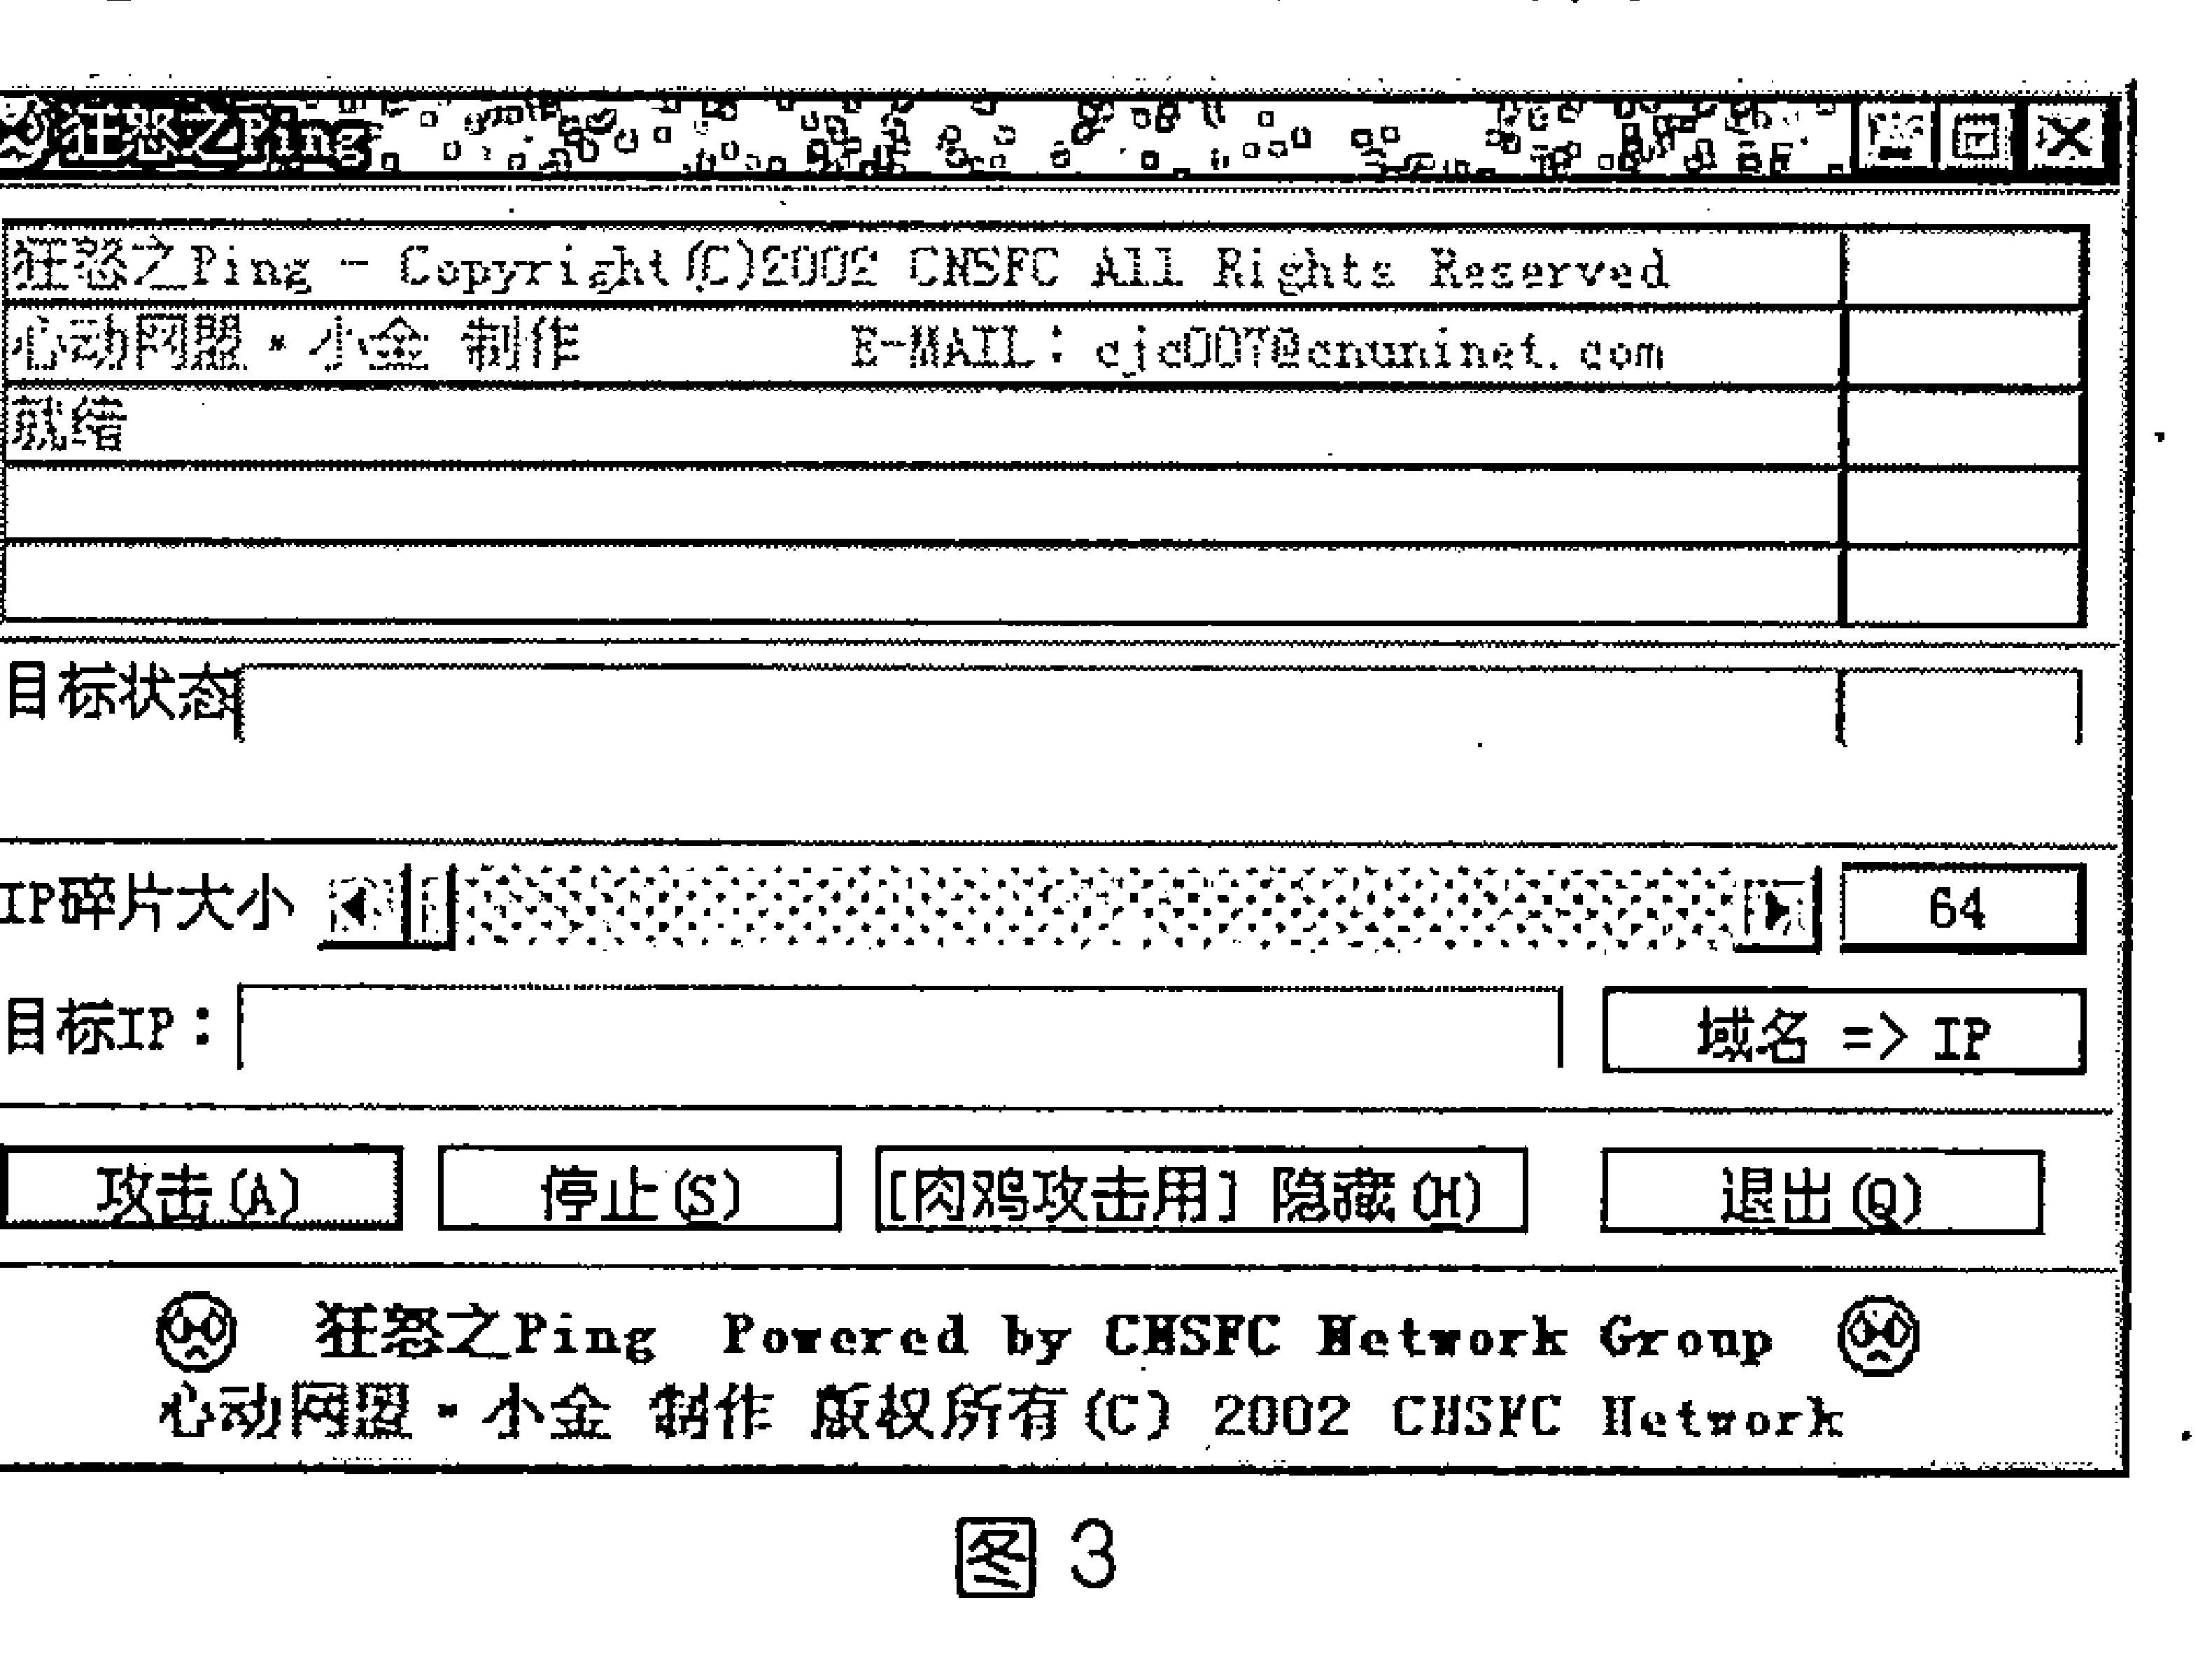 狂怒之Ping
狂怒之Ping - Copyright(C)2002 CNSFC All Rights Reserved
心动网盟·小金 制作 E-MAIL: cjc007@cnuninet.com
就绪
目标状态
IP碎片大小 64
目标IP: 域名 => IP
攻击(A) 停止(S) [肉鸡攻击用] 隐藏(H) 退出(Q)
狂怒之Ping Powered by CNSFC Network Group
心动网盟·小金 制作 版权所有(C) 2002 CNSFC Network
图 3